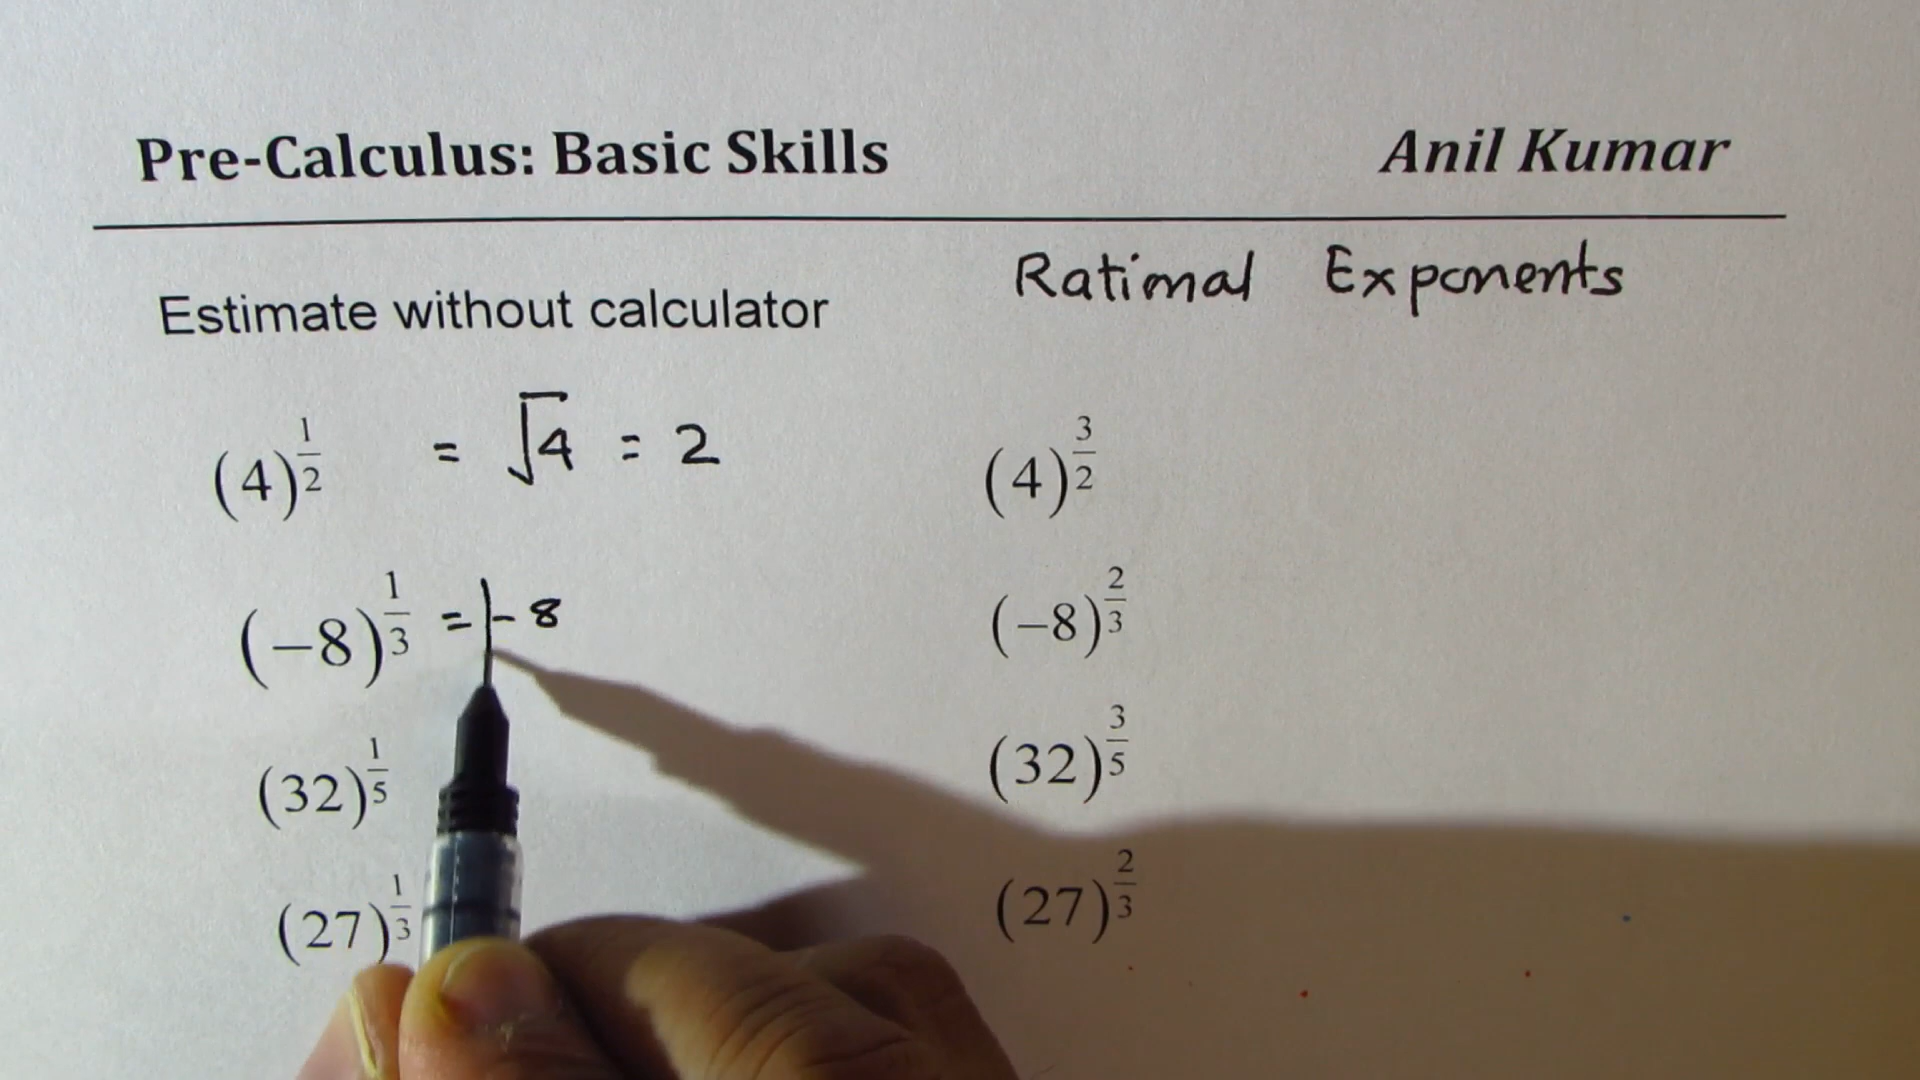 Pre-Calculus: Basic Skills Anil Kumar
Estimate without calculator Rational Exponents
(4)^{1/2} = √4 = 2 (4)^{3/2}
(−8)^{1/3} = |− 8 (−8)^{2/3}
(32)^{1/5} (32)^{3/5}
(27)^{1/3} (27)^{2/3}